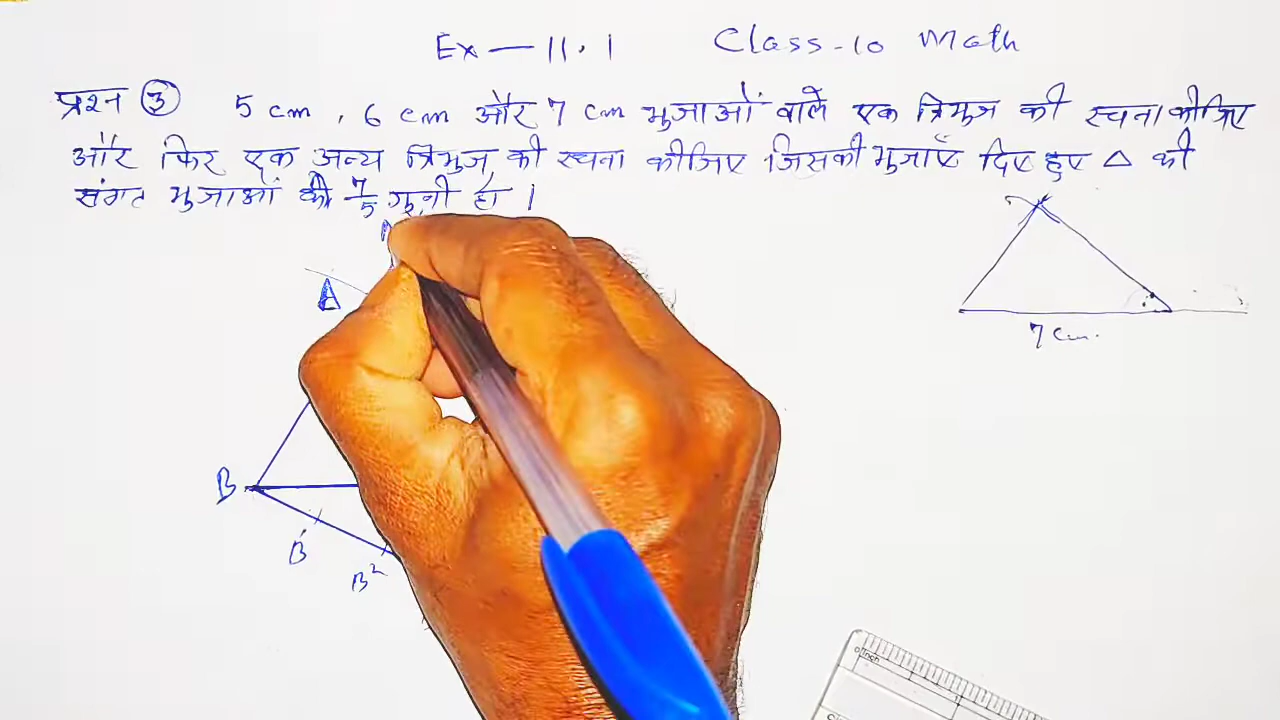 Ex — 11.1 Class-10 Math
प्रश्न ③ 5 cm, 6 cm और 7 cm भुजाओं वाले एक त्रिभुज की रचना कीजिए
और फिर एक अन्य त्रिभुज की रचना कीजिए जिसकी भुजाएँ दिए हुए △ की
संगत भुजाओं की 7/5 गुनी हो ।
A
7 cm.
B
B'
B²
Inch